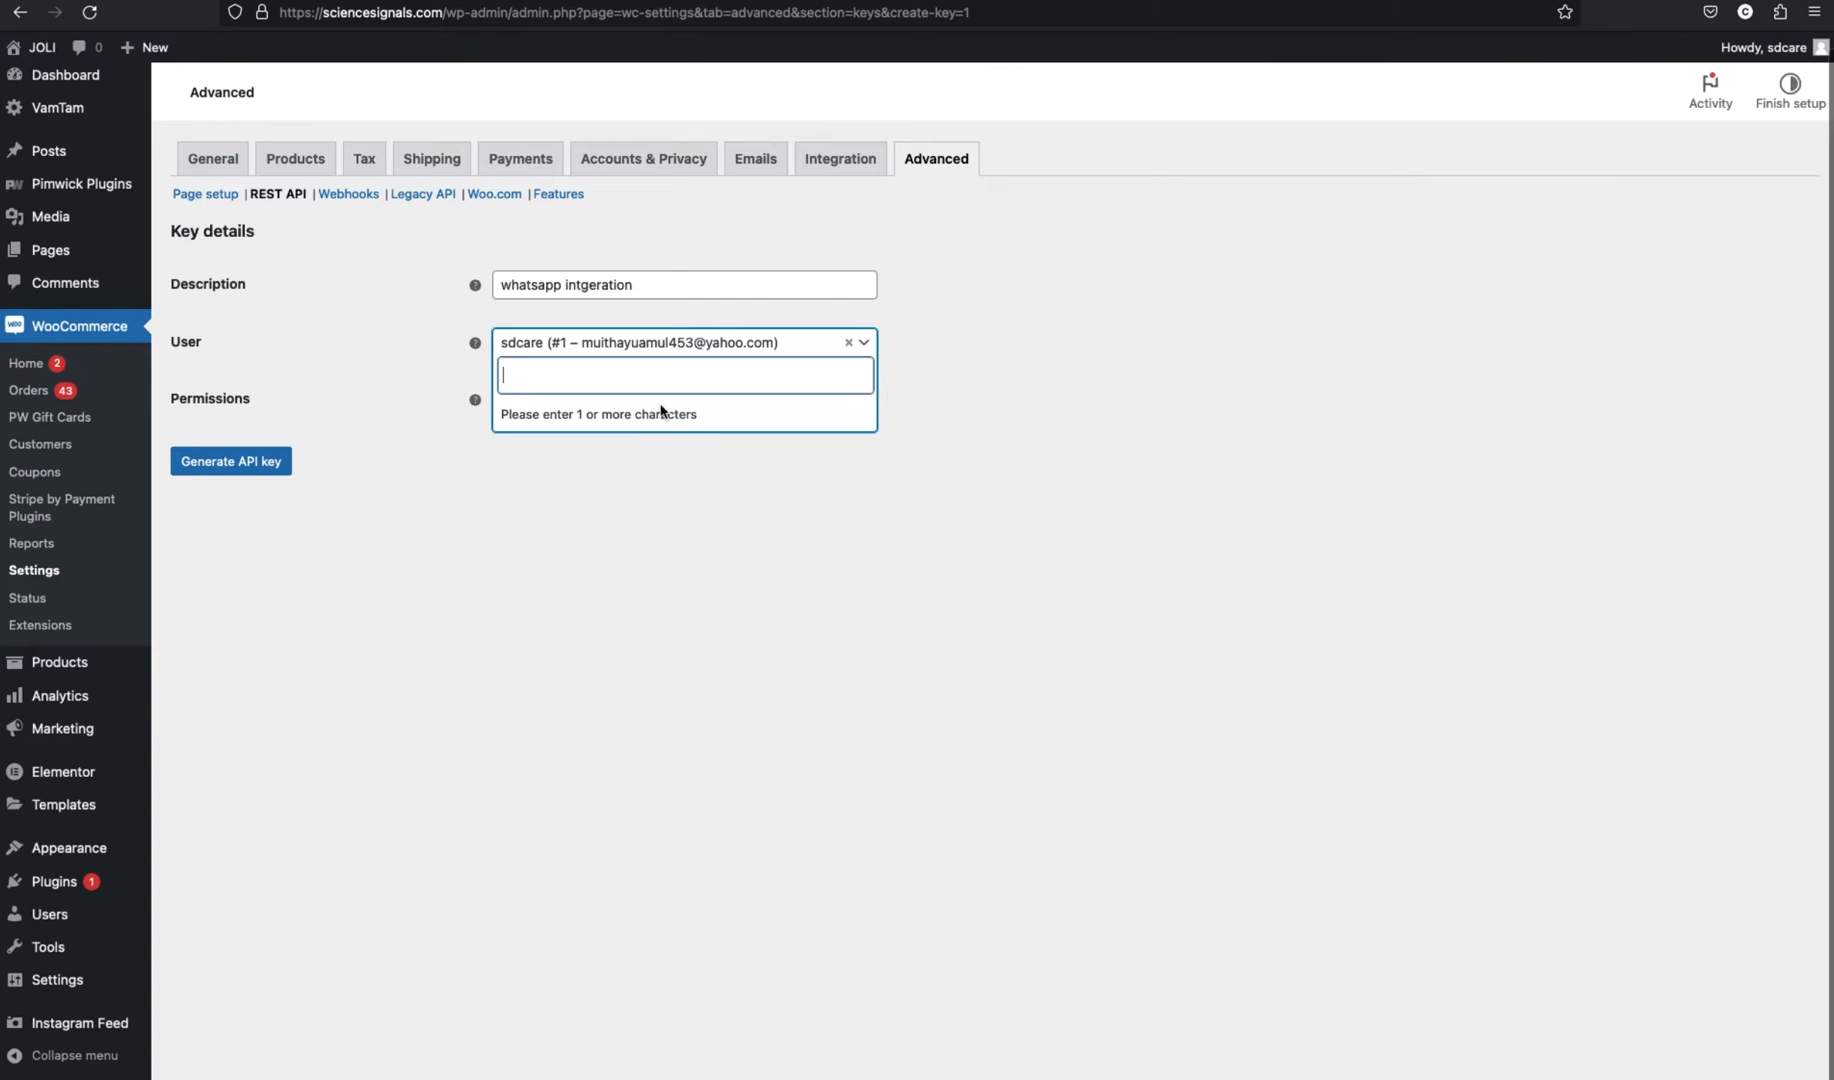 https://sciencesignals.com/wp-admin/admin.php?page=wc-settings&tab=advanced&section=keys&create-key=1
C
JOLI 0 New
Howdy, sdcare
Dashboard
VamTam
Posts
PW Pimwick Plugins
Media
Pages
Comments
WOO WooCommerce
Home 2
Orders 43
PW Gift Cards
Customers
Coupons
Stripe by Payment
Plugins
Reports
Settings
Status
Extensions
Products
Analytics
Marketing
Elementor
Templates
Appearance
Plugins 1
Users
Tools
Settings
Instagram Feed
Collapse menu
Advanced
Activity
Finish setup
General Products Tax Shipping Payments Accounts & Privacy Emails Integration Advanced
Page setup | REST API | Webhooks | Legacy API | Woo.com | Features
Key details
Description ? whatsapp intgeration
User ? sdcare (#1 – muithayuamul453@yahoo.com) ×
Please enter 1 or more characters
Permissions ?
Generate API key